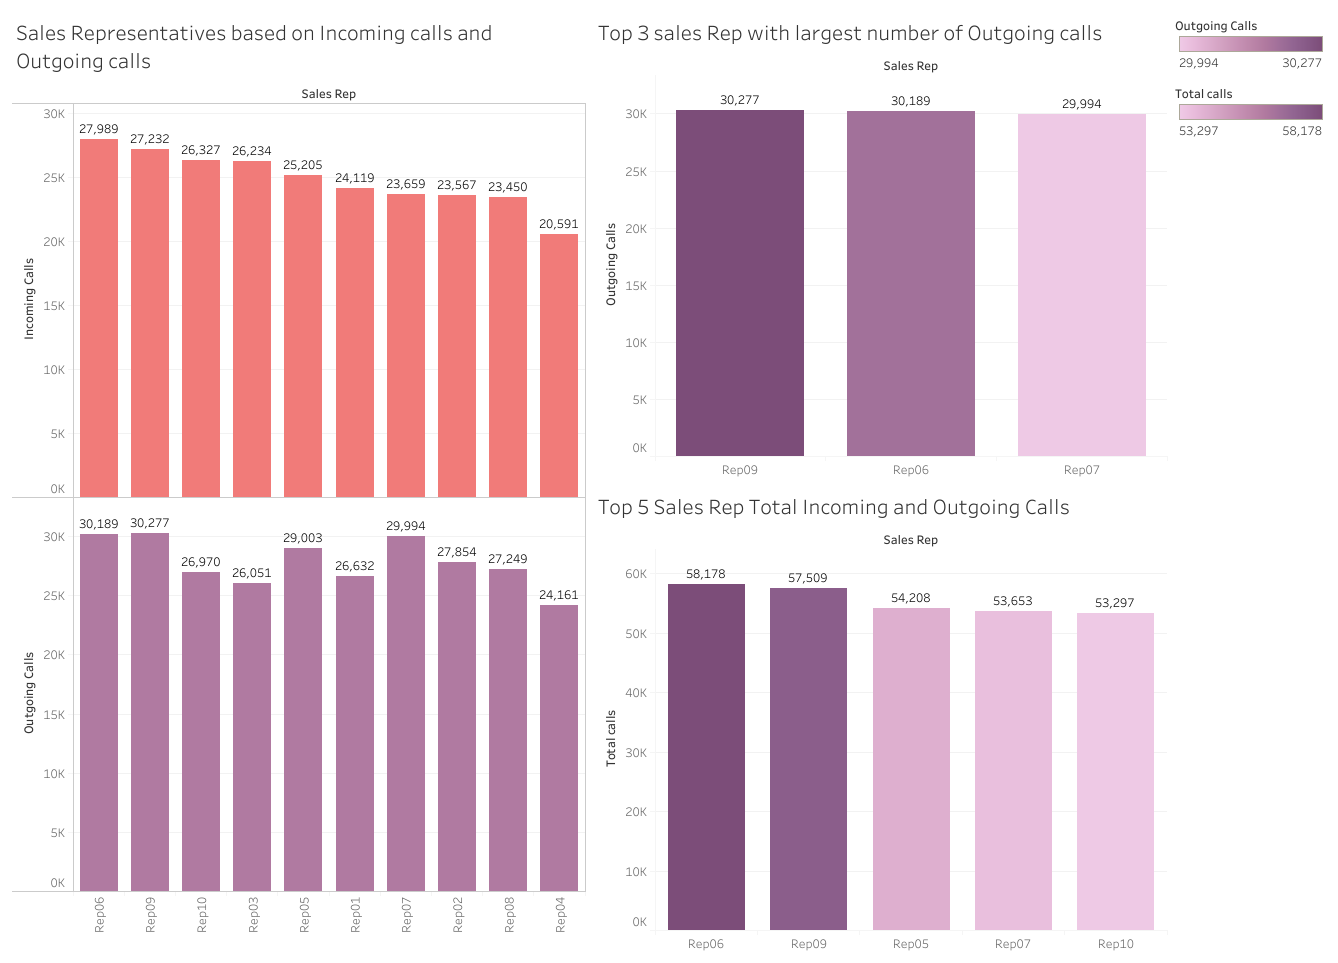 Sales Representatives based on Incoming calls and
Outgoing calls
Sales Rep
Incoming Calls
30K
25K
20K
15K
10K
5K
0K
27,989
27,232
26,327
26,234
25,205
24,119
23,659
23,567
23,450
20,591
Outgoing Calls
30K
25K
20K
15K
10K
5K
0K
30,189
30,277
26,970
26,051
29,003
26,632
29,994
27,854
27,249
24,161
Rep06
Rep09
Rep10
Rep03
Rep05
Rep01
Rep07
Rep02
Rep08
Rep04
Top 3 sales Rep with largest number of Outgoing calls
Sales Rep
Outgoing Calls
30K
25K
20K
15K
10K
5K
0K
30,277
30,189
29,994
Rep09
Rep06
Rep07
Top 5 Sales Rep Total Incoming and Outgoing Calls
Sales Rep
Total calls
60K
50K
40K
30K
20K
10K
0K
58,178
57,509
54,208
53,653
53,297
Rep06
Rep09
Rep05
Rep07
Rep10
Outgoing Calls
29,994 30,277
Total calls
53,297 58,178